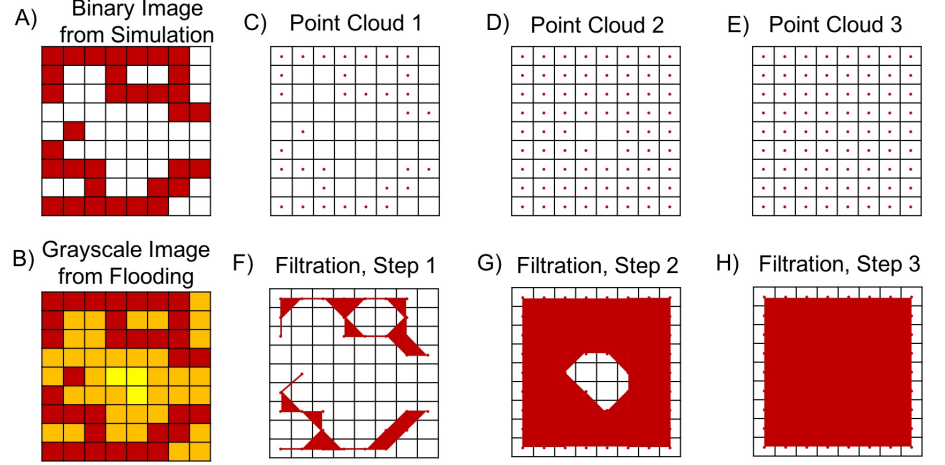 A) Binary Image
from Simulation
C) Point Cloud 1
D) Point Cloud 2
E) Point Cloud 3
B) Grayscale Image
from Flooding
F) Filtration, Step 1
G) Filtration, Step 2
H) Filtration, Step 3